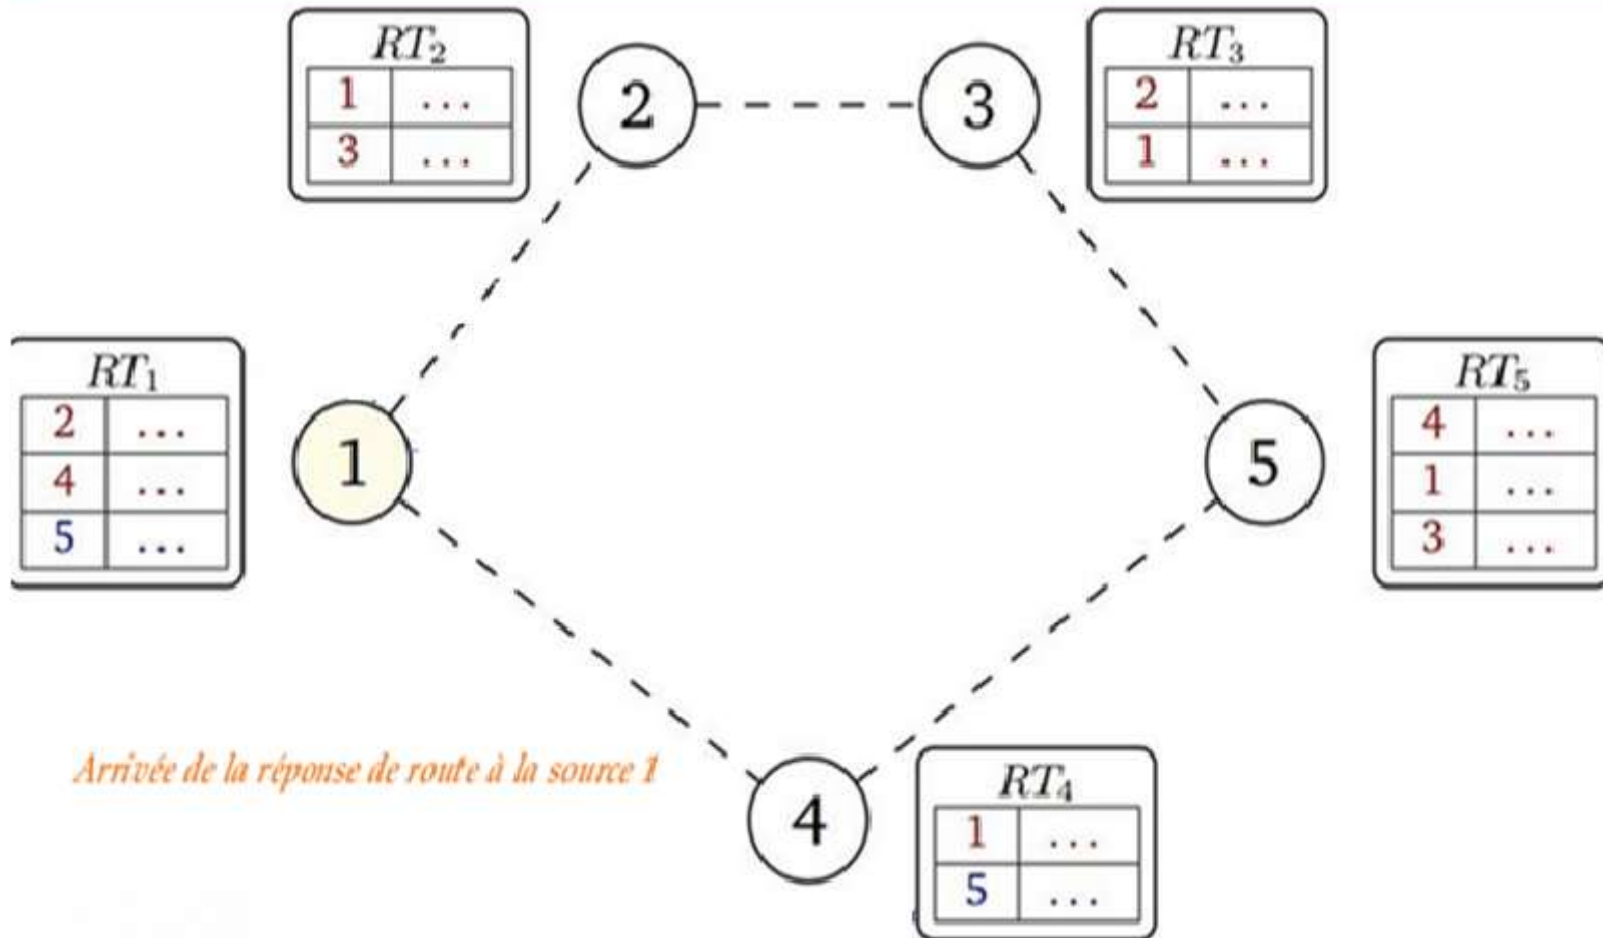 RT₂
1 ...
3 ...
2
3
RT₃
2 ...
1 ...
RT₁
2 ...
4 ...
5 ...
1
5
RT₅
4 ...
1 ...
3 ...
Arrivée de la réponse de route à la source 1
4
RT₄
1 ...
5 ...